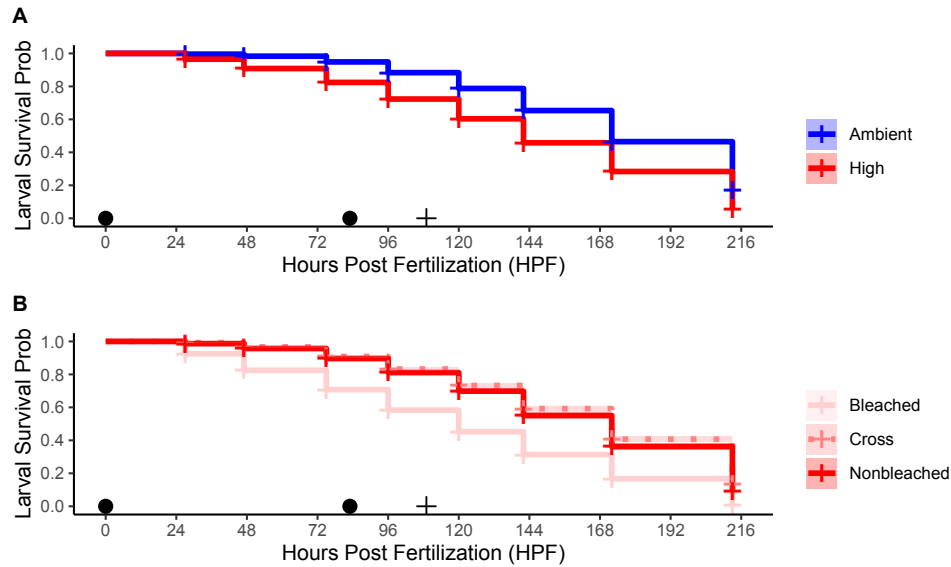 A
Larval Survival Prob
1.0
0.8
0.6
0.4
0.2
0.0
0 24 48 72 96 120 144 168 192 216
Hours Post Fertilization (HPF)
Ambient
High
B
Larval Survival Prob
1.0
0.8
0.6
0.4
0.2
0.0
0 24 48 72 96 120 144 168 192 216
Hours Post Fertilization (HPF)
Bleached
Cross
Nonbleached